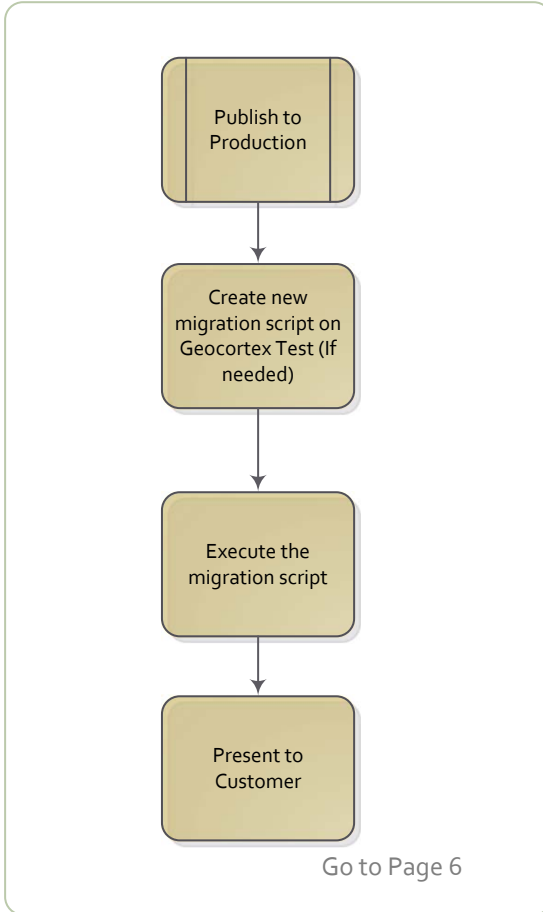 Publish to
Production
Create new
migration script on
Geocortex Test (If
needed)
Execute the
migration script
Present to
Customer
Go to Page 6